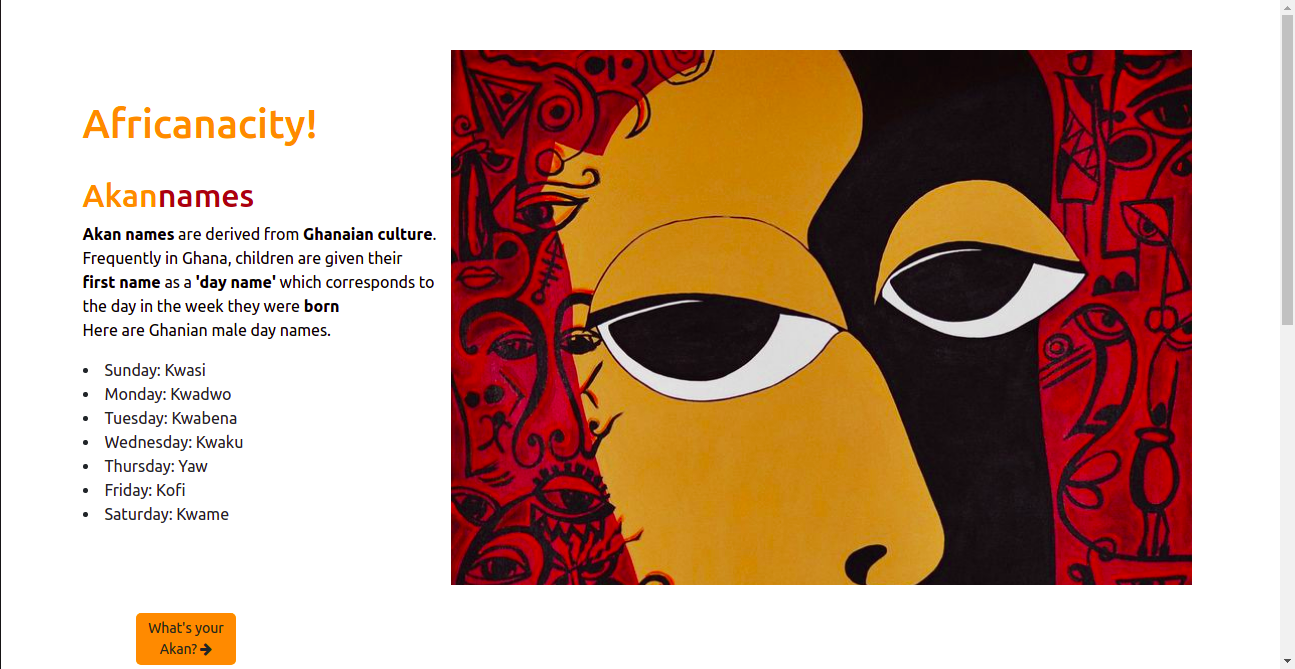 Africanacity!
Akannames
Akan names are derived from Ghanaian culture.
Frequently in Ghana, children are given their
first name as a 'day name' which corresponds to
the day in the week they were born
Here are Ghanian male day names.
• Sunday: Kwasi
• Monday: Kwadwo
• Tuesday: Kwabena
• Wednesday: Kwaku
• Thursday: Yaw
• Friday: Kofi
• Saturday: Kwame
What's your
Akan? →